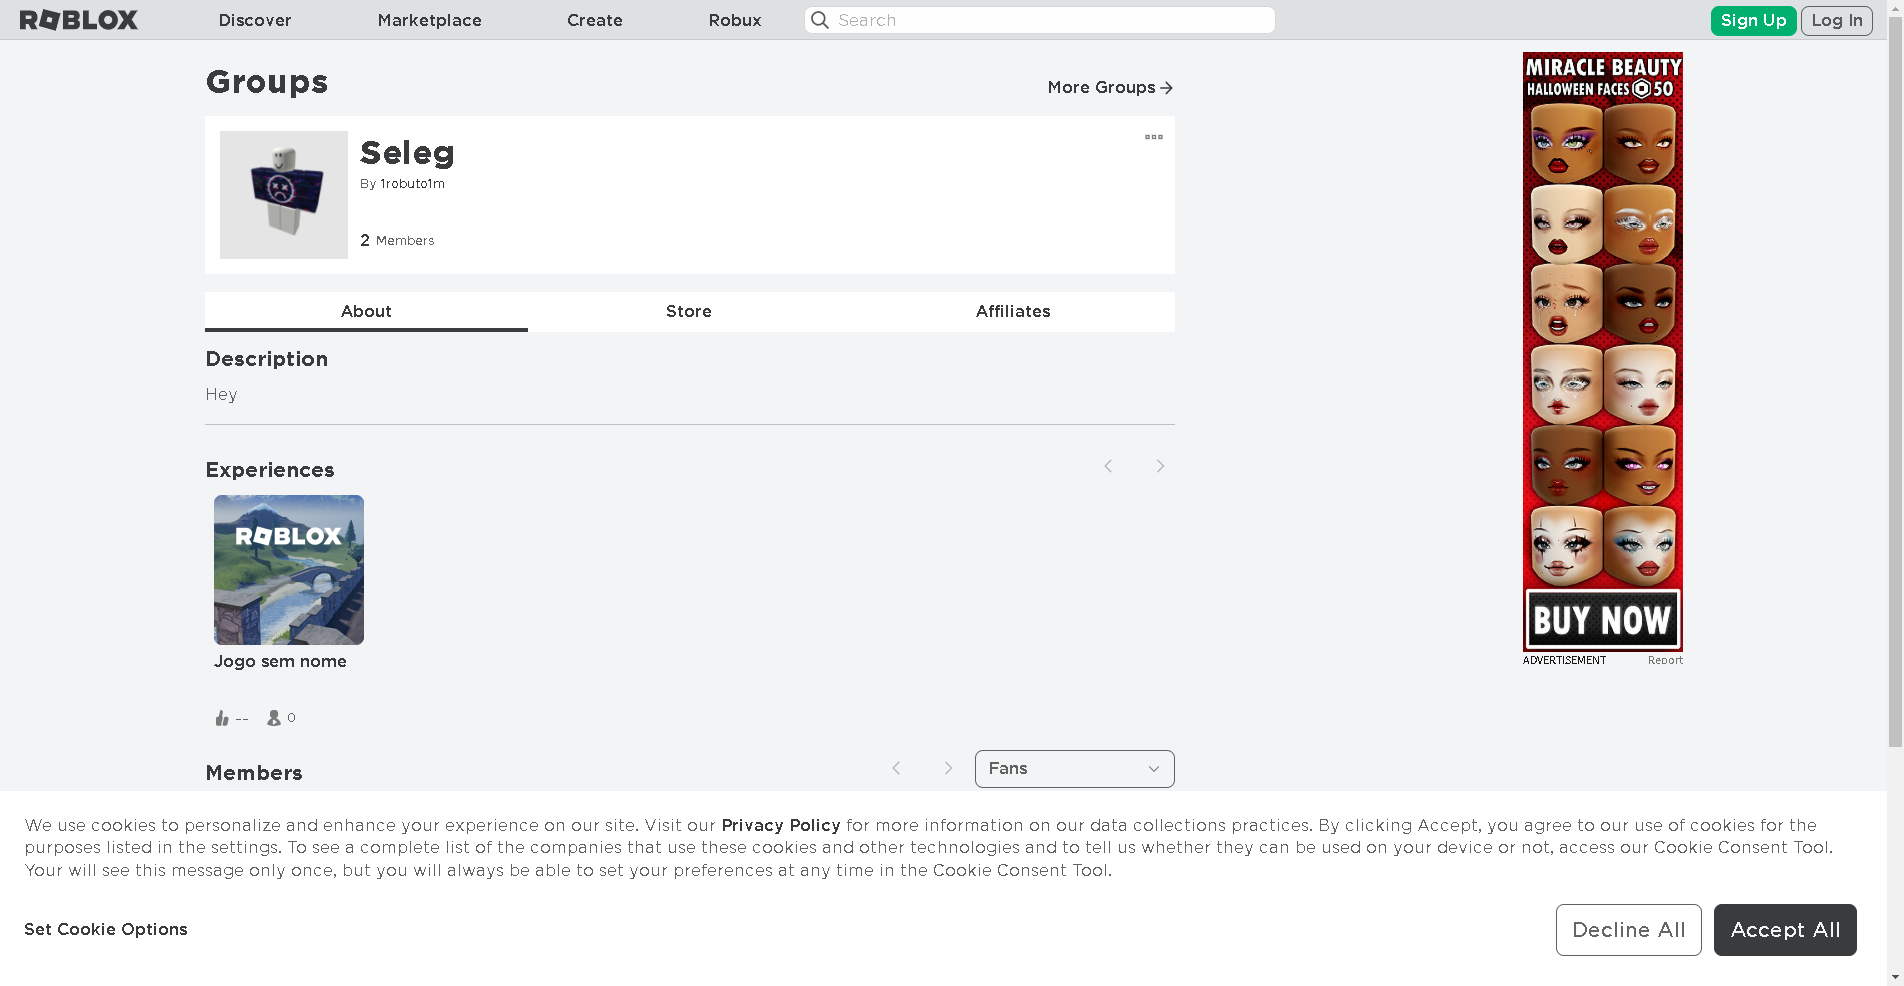 ROBLOX
Discover
Marketplace
Create
Robux
Search
Sign Up
Log In
Groups
More Groups
Seleg
By 1robuto1m
2 Members
About
Store
Affiliates
Description
Hey
Experiences
ROBLOX
Jogo sem nome
--
0
Members
Fans
MIRACLE BEAUTY
HALLOWEEN FACES 50
BUY NOW
ADVERTISEMENT
Report
We use cookies to personalize and enhance your experience on our site. Visit our Privacy Policy for more information on our data collections practices. By clicking Accept, you agree to our use of cookies for the
purposes listed in the settings. To see a complete list of the companies that use these cookies and other technologies and to tell us whether they can be used on your device or not, access our Cookie Consent Tool.
Your will see this message only once, but you will always be able to set your preferences at any time in the Cookie Consent Tool.
Set Cookie Options
Decline All
Accept All